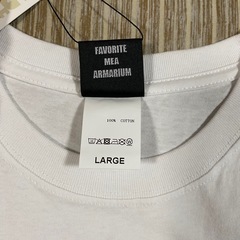 FAVORITE
MEA
ARMARIUM
100% COTTON
LARGE